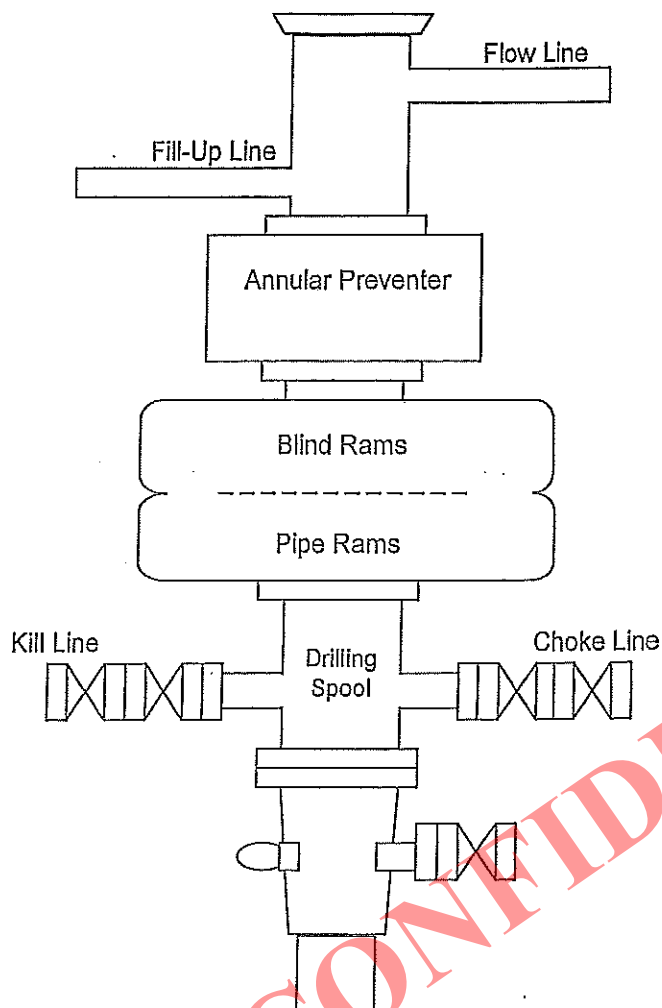 Flow Line
Fill-Up Line
Annular Preventer
Blind Rams
Pipe Rams
Kill Line
Choke Line
Drilling
Spool
CONFID